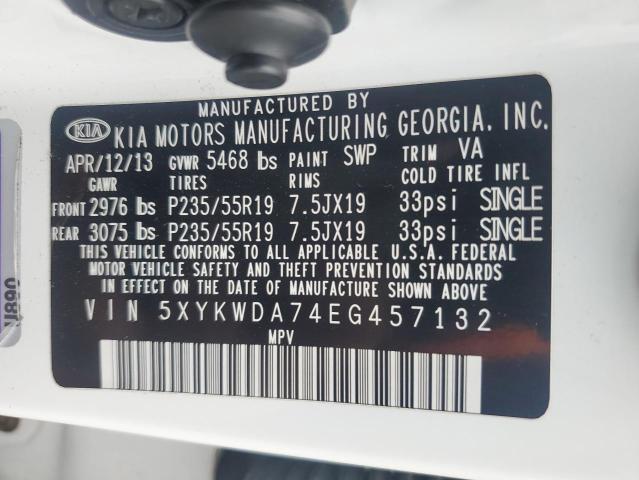 MANUFACTURED BY
KIA KIA MOTORS MANUFACTURING GEORGIA, INC.
APR/12/13 GVWR 5468 lbs PAINT SWP TRIM VA
GAWR TIRES RIMS COLD TIRE INFL
FRONT 2976 lbs P235/55R19 7.5JX19 33psi SINGLE
REAR 3075 lbs P235/55R19 7.5JX19 33psi SINGLE
THIS VEHICLE CONFORMS TO ALL APPLICABLE U.S.A. FEDERAL
MOTOR VEHICLE SAFETY AND THEFT PREVENTION STANDARDS
IN EFFECT ON THE DATE OF MANUFACTURE SHOWN ABOVE
VIN 5XYKWDA74EG457132
MPV